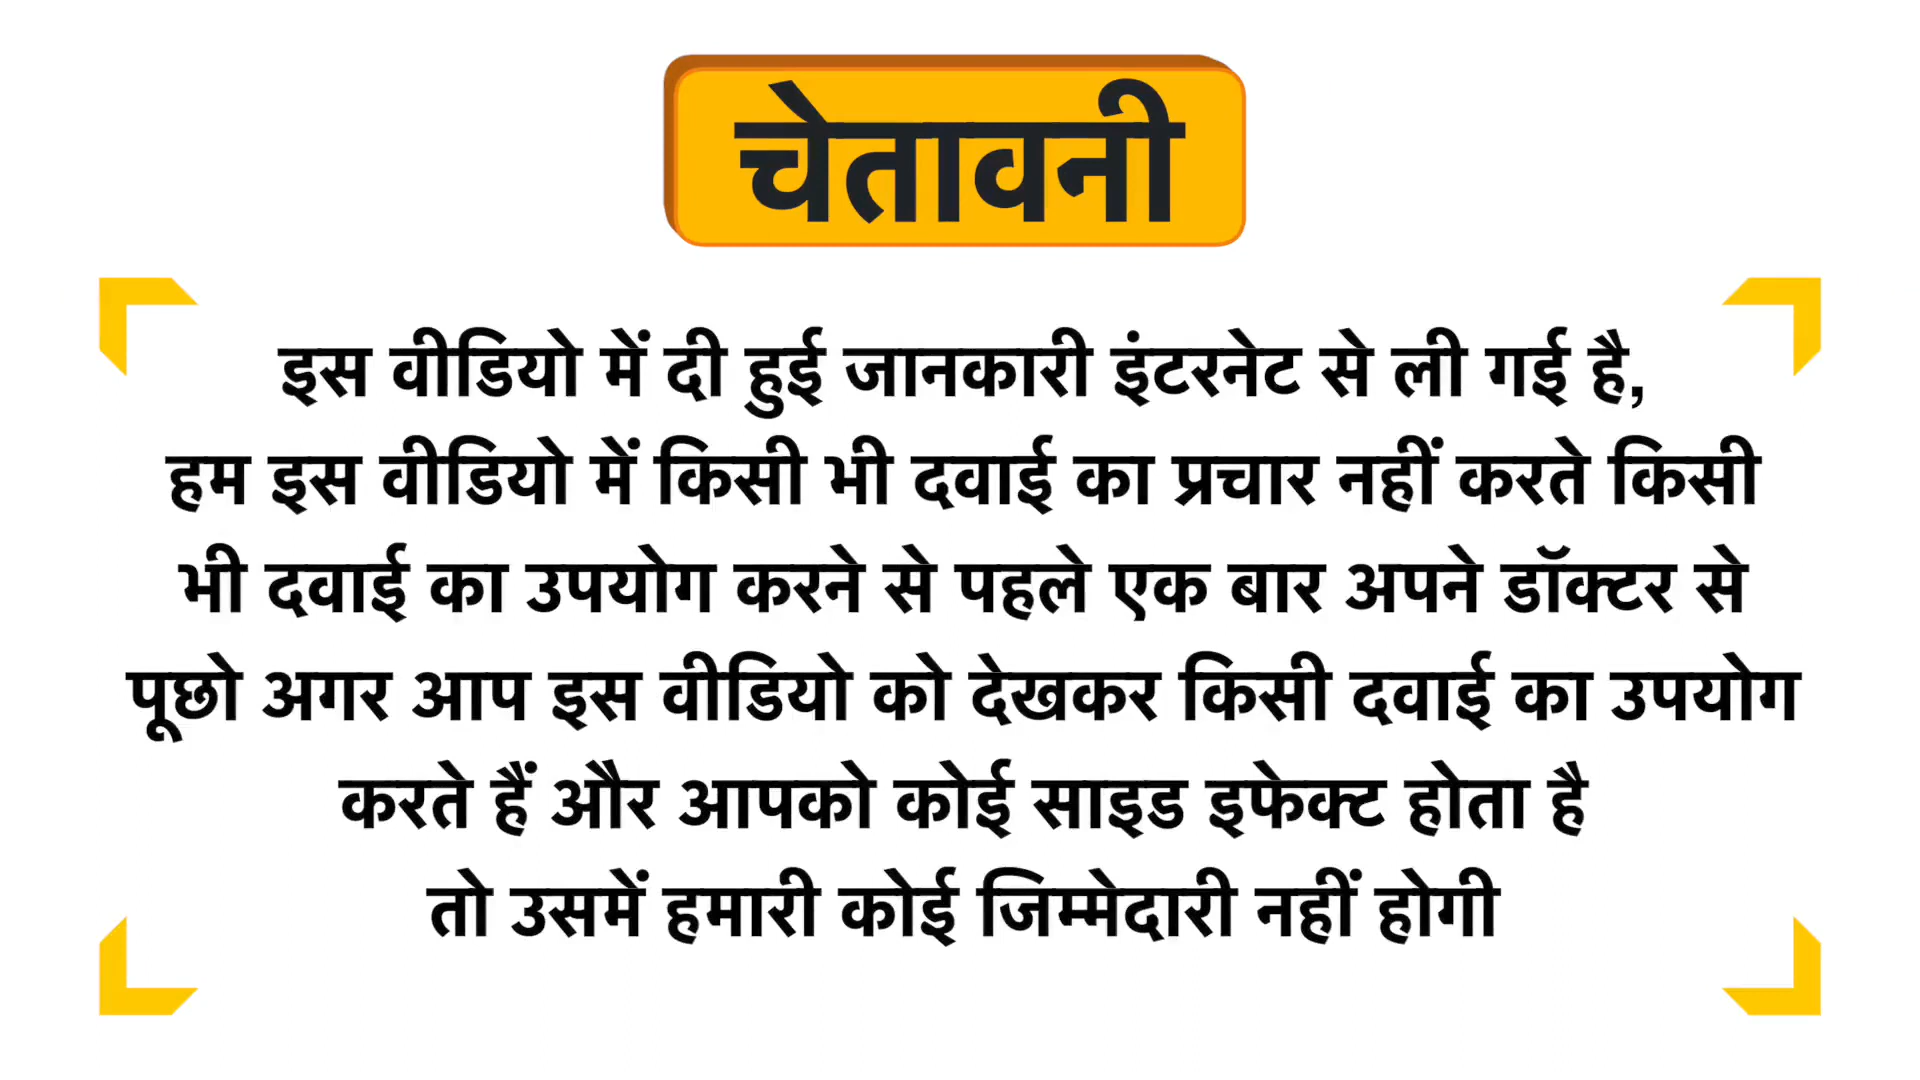 चेतावनी
इस वीडियो में दी हुई जानकारी इंटरनेट से ली गई है,
हम इस वीडियो में किसी भी दवाई का प्रचार नहीं करते किसी
भी दवाई का उपयोग करने से पहले एक बार अपने डॉक्टर से
पूछो अगर आप इस वीडियो को देखकर किसी दवाई का उपयोग
करते हैं और आपको कोई साइड इफेक्ट होता है
तो उसमें हमारी कोई जिम्मेदारी नहीं होगी